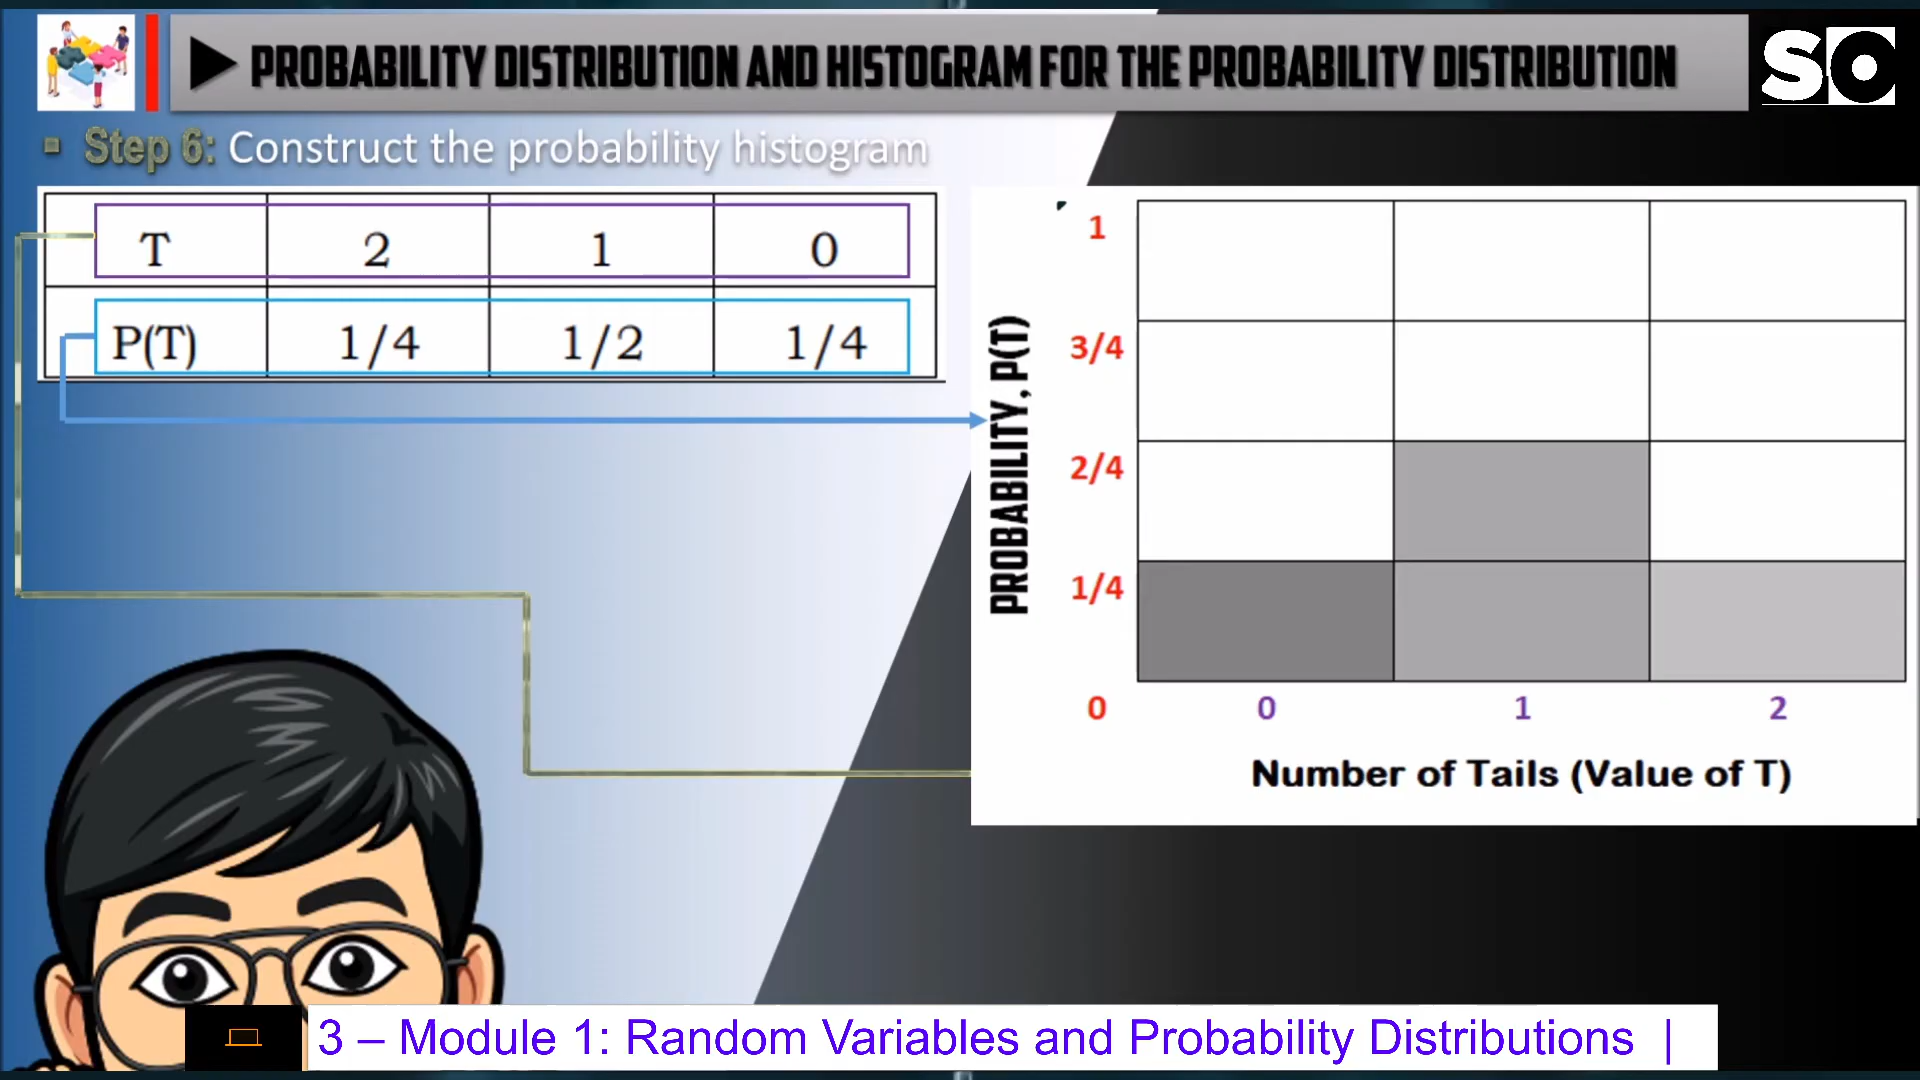 PROBABILITY DISTRIBUTION AND HISTOGRAM FOR THE PROBABILITY DISTRIBUTION
SC
Step 6: Construct the probability histogram
T 2 1 0
P(T) 1/4 1/2 1/4
PROBABILITY, P(T)
1
3/4
2/4
1/4
0 0 1 2
Number of Tails (Value of T)
3 – Module 1: Random Variables and Probability Distributions |